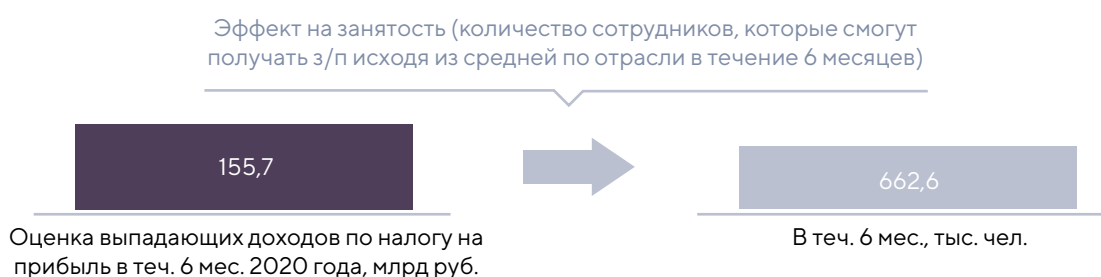 Эффект на занятость (количество сотрудников, которые смогут
получать з/п исходя из средней по отрасли в течение 6 месяцев)
155,7
662,6
Оценка выпадающих доходов по налогу на
прибыль в теч. 6 мес. 2020 года, млрд руб.
В теч. 6 мес., тыс. чел.